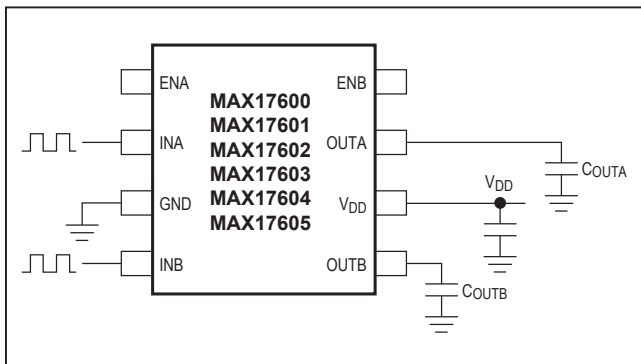 ENA
ENB
MAX17600
MAX17601
MAX17602
MAX17603
MAX17604
MAX17605
INA
OUTA
COUTA
GND
VDD
VDD
INB
OUTB
COUTB